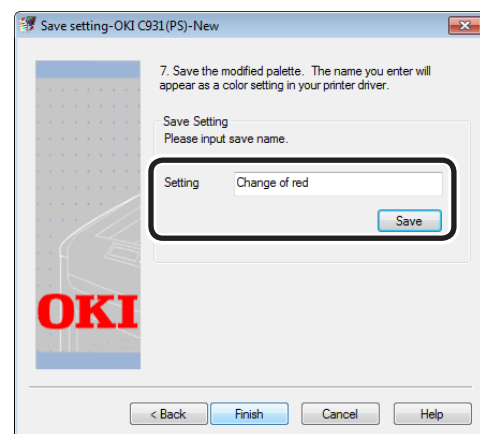 Save setting-OKI C931(PS)-New
7. Save the modified palette. The name you enter will
appear as a color setting in your printer driver.
Save Setting
Please input save name.
Setting Change of red
Save
OKI
< Back Finish Cancel Help